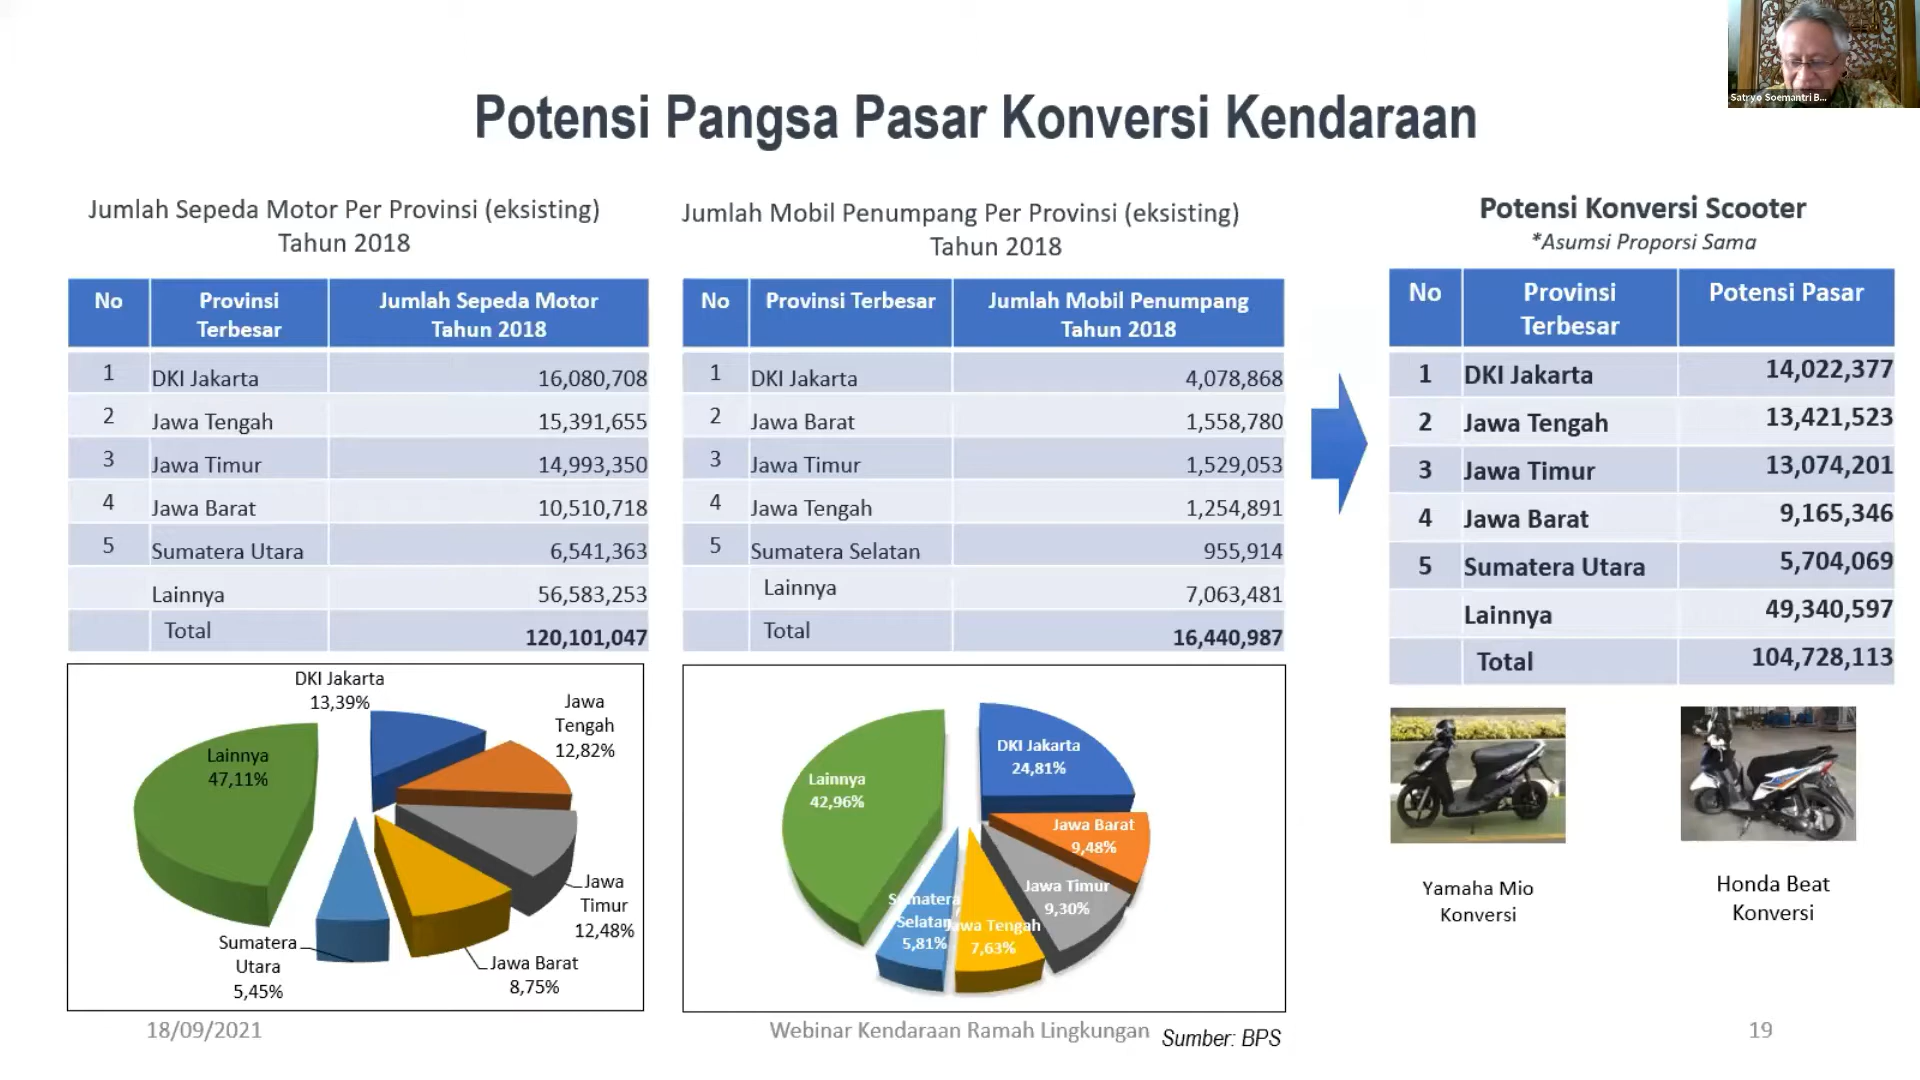 Satryo Soemantri B...
Potensi Pangsa Pasar Konversi Kendaraan
Jumlah Sepeda Motor Per Provinsi (eksisting)
Tahun 2018
No Provinsi Terbesar Jumlah Sepeda Motor Tahun 2018
1 DKI Jakarta 16,080,708
2 Jawa Tengah 15,391,655
3 Jawa Timur 14,993,350
4 Jawa Barat 10,510,718
5 Sumatera Utara 6,541,363
Lainnya 56,583,253
Total 120,101,047
Jumlah Mobil Penumpang Per Provinsi (eksisting)
Tahun 2018
No Provinsi Terbesar Jumlah Mobil Penumpang Tahun 2018
1 DKI Jakarta 4,078,868
2 Jawa Barat 1,558,780
3 Jawa Timur 1,529,053
4 Jawa Tengah 1,254,891
5 Sumatera Selatan 955,914
Lainnya 7,063,481
Total 16,440,987
Potensi Konversi Scooter
*Asumsi Proporsi Sama
No Provinsi Terbesar Potensi Pasar
1 DKI Jakarta 14,022,377
2 Jawa Tengah 13,421,523
3 Jawa Timur 13,074,201
4 Jawa Barat 9,165,346
5 Sumatera Utara 5,704,069
Lainnya 49,340,597
Total 104,728,113
DKI Jakarta
13,39%
Jawa
Tengah
12,82%
Jawa
Timur
12,48%
Jawa Barat
8,75%
Sumatera
Utara
5,45%
Lainnya
47,11%
DKI Jakarta
24,81%
Jawa Barat
9,48%
Jawa Timur
9,30%
Jawa Tengah
7,63%
Sumatera
Selatan
5,81%
Lainnya
42,96%
Yamaha Mio
Konversi
Honda Beat
Konversi
18/09/2021
Webinar Kendaraan Ramah Lingkungan
Sumber: BPS
19